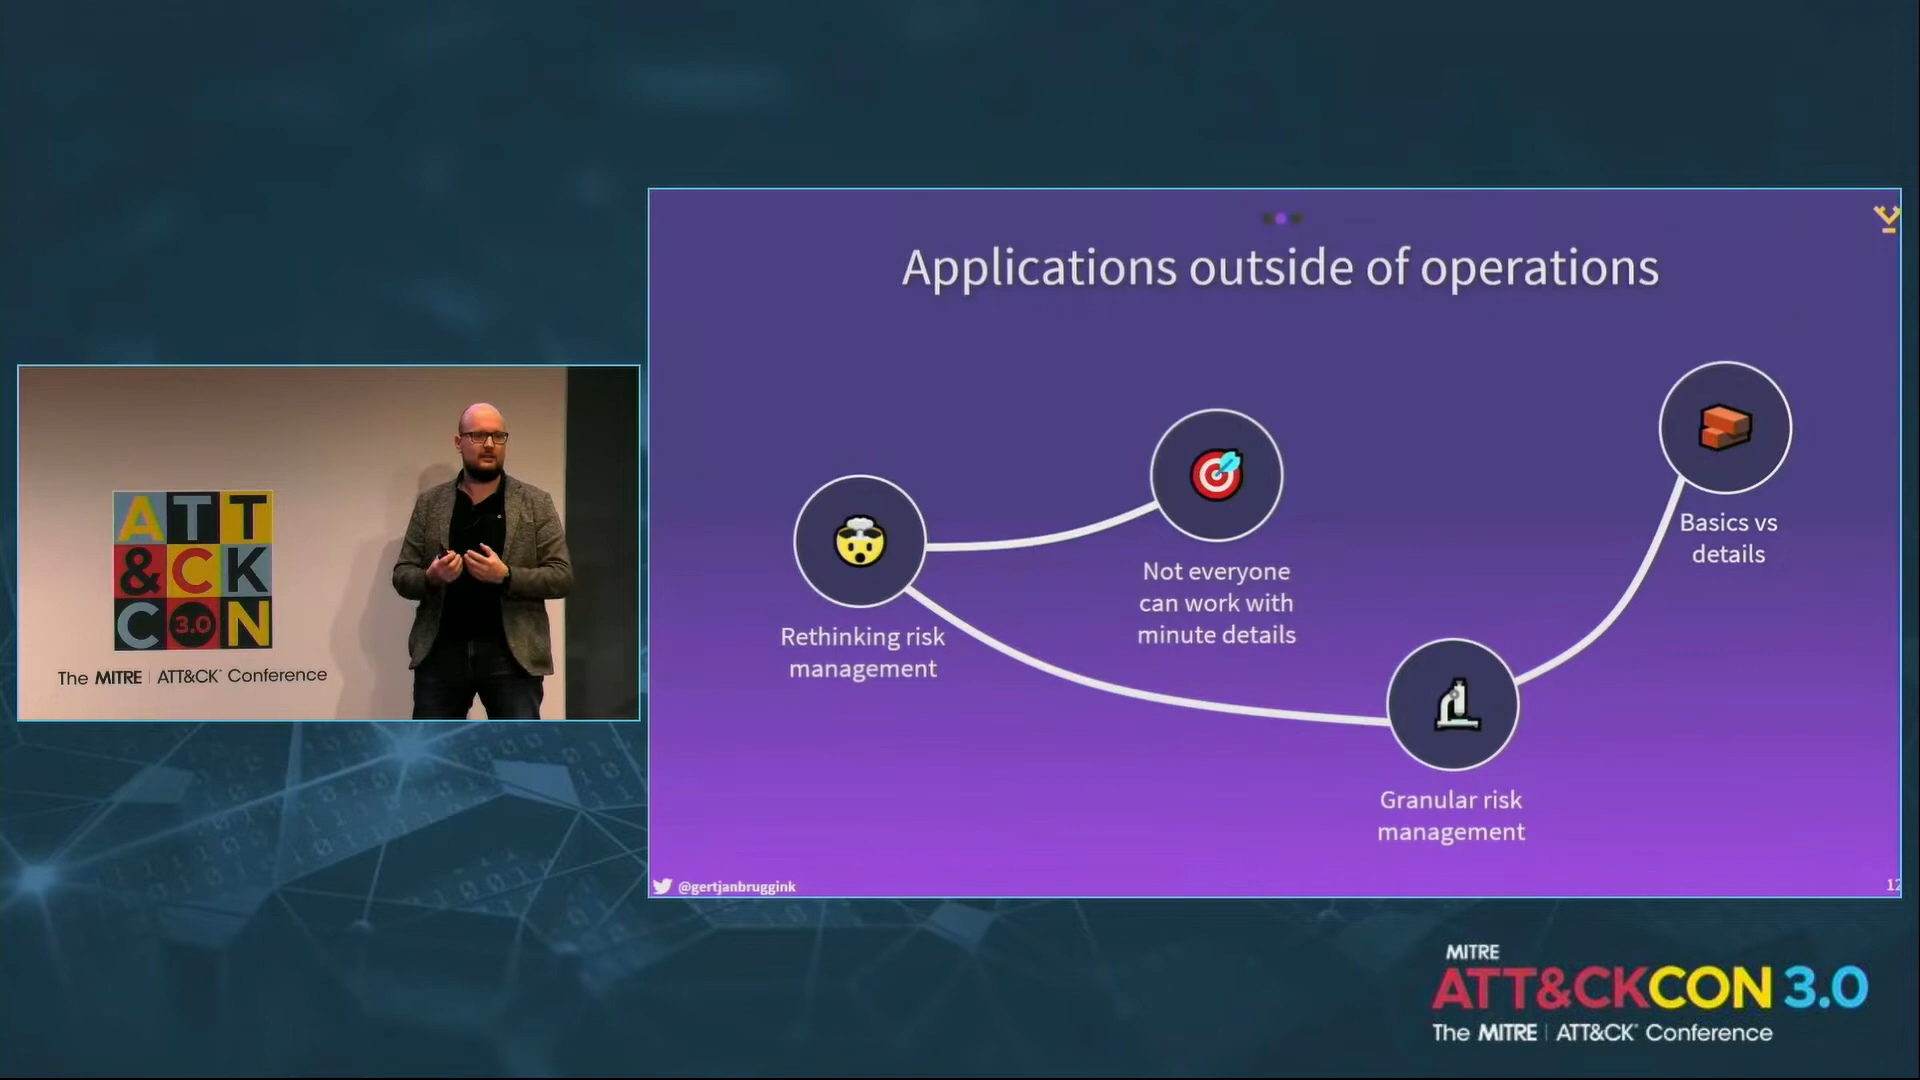 Applications outside of operations
Rethinking risk
management
Not everyone
can work with
minute details
Granular risk
management
Basics vs
details
@gertjanbruggink
12
ATT
&CK
C 3.0 N
The MITRE | ATT&CK® Conference
MITRE
ATT&CKCON 3.0
The MITRE | ATT&CK® Conference